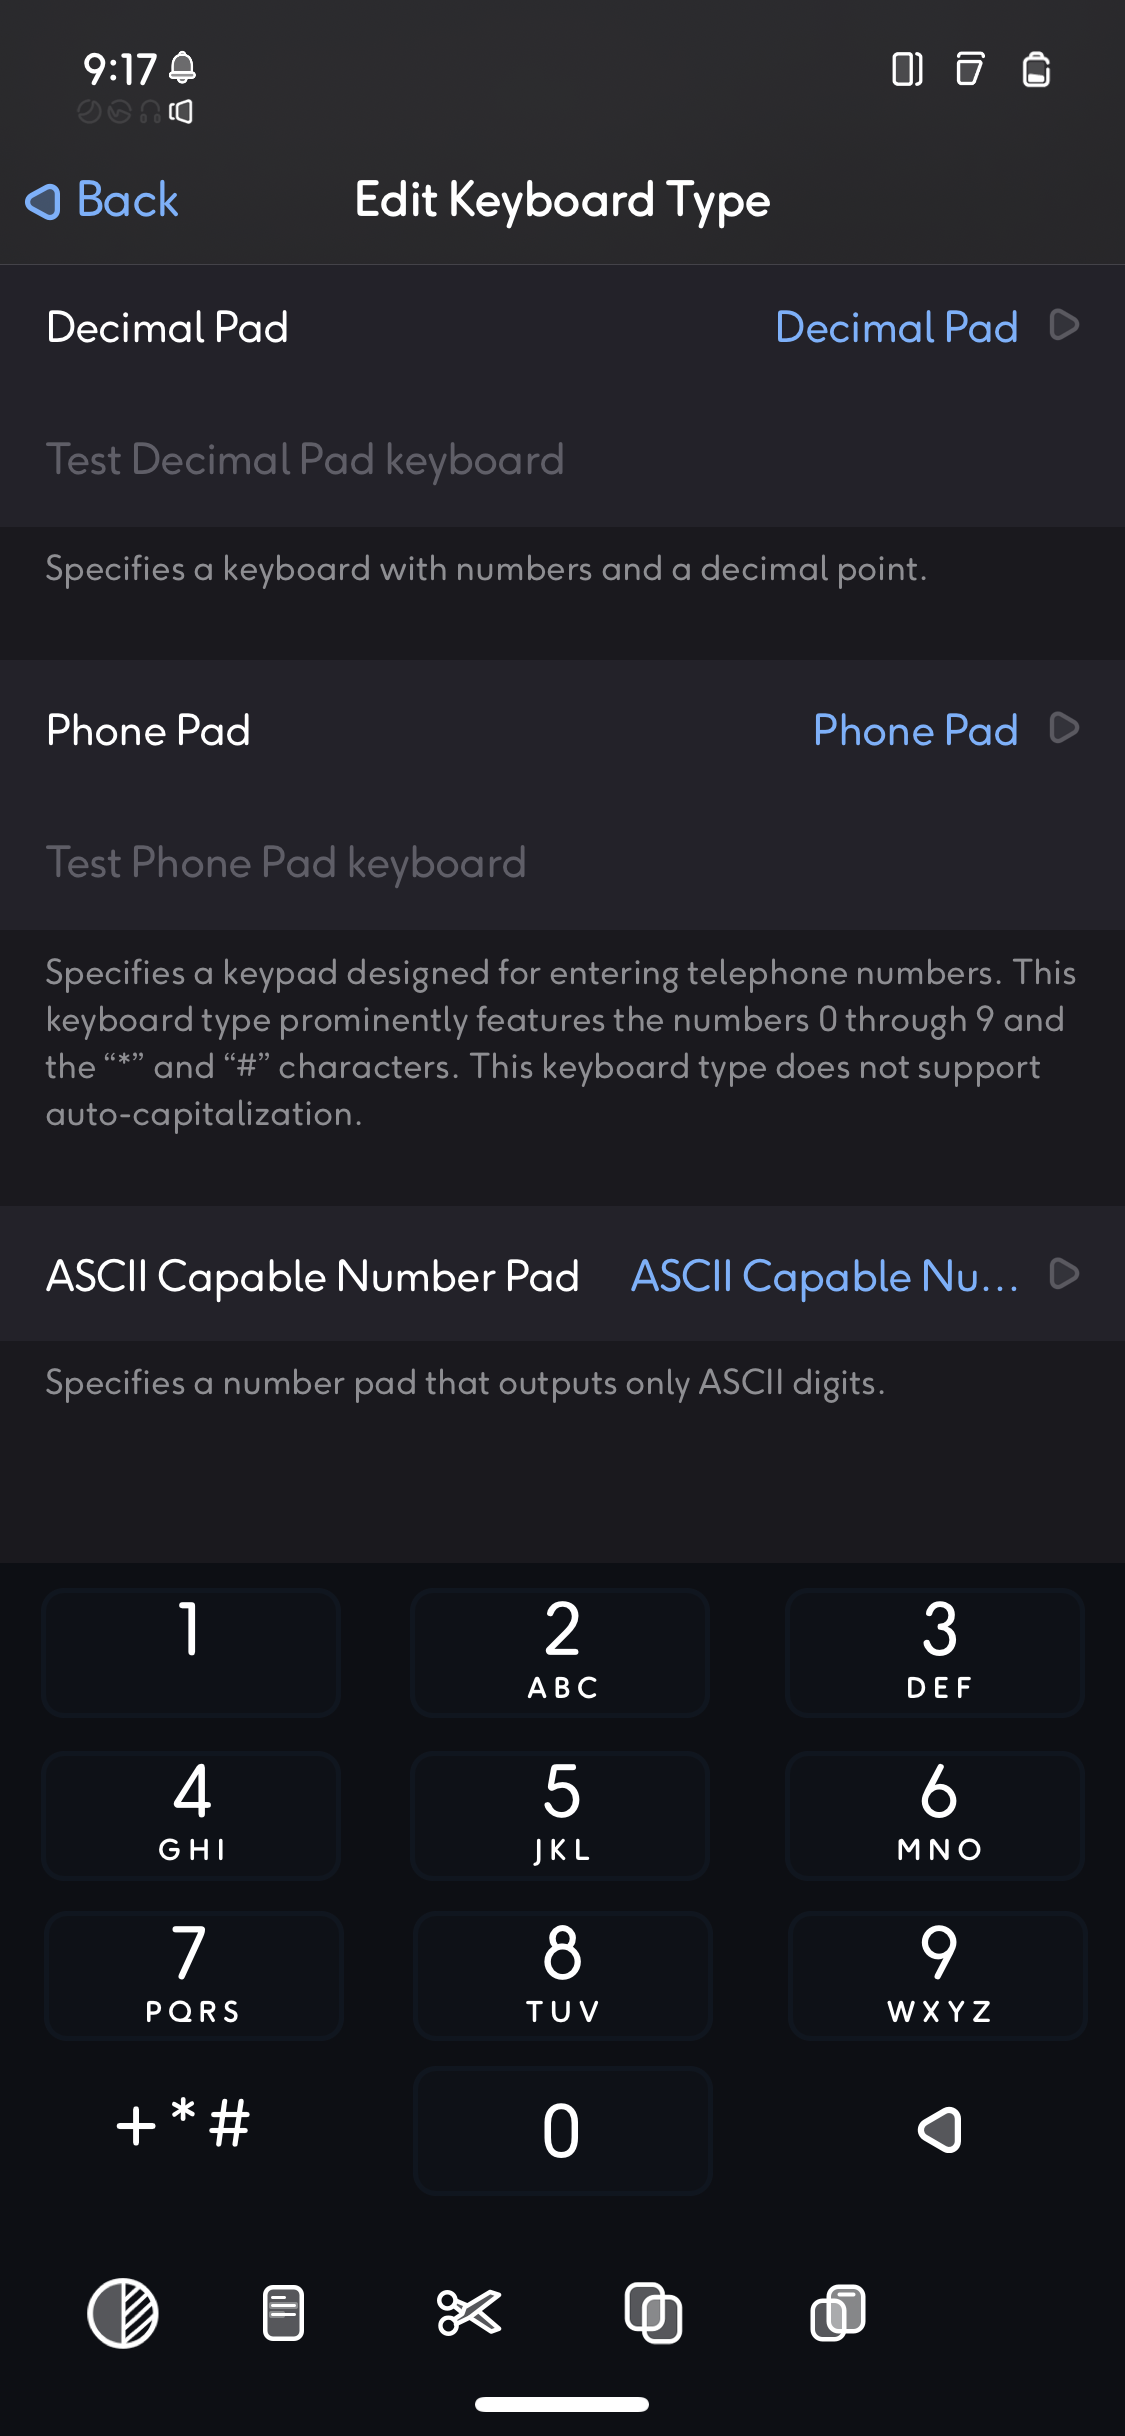 9:17
Back
Edit Keyboard Type
Decimal Pad Decimal Pad
Test Decimal Pad keyboard
Specifies a keyboard with numbers and a decimal point.
Phone Pad Phone Pad
Test Phone Pad keyboard
Specifies a keypad designed for entering telephone numbers. This
keyboard type prominently features the numbers 0 through 9 and
the “*” and “#” characters. This keyboard type does not support
auto-capitalization.
ASCII Capable Number Pad ASCII Capable Nu...
Specifies a number pad that outputs only ASCII digits.
1 2 3
ABC DEF
4 5 6
GHI JKL MNO
7 8 9
PQRS TUV WXYZ
+*# 0